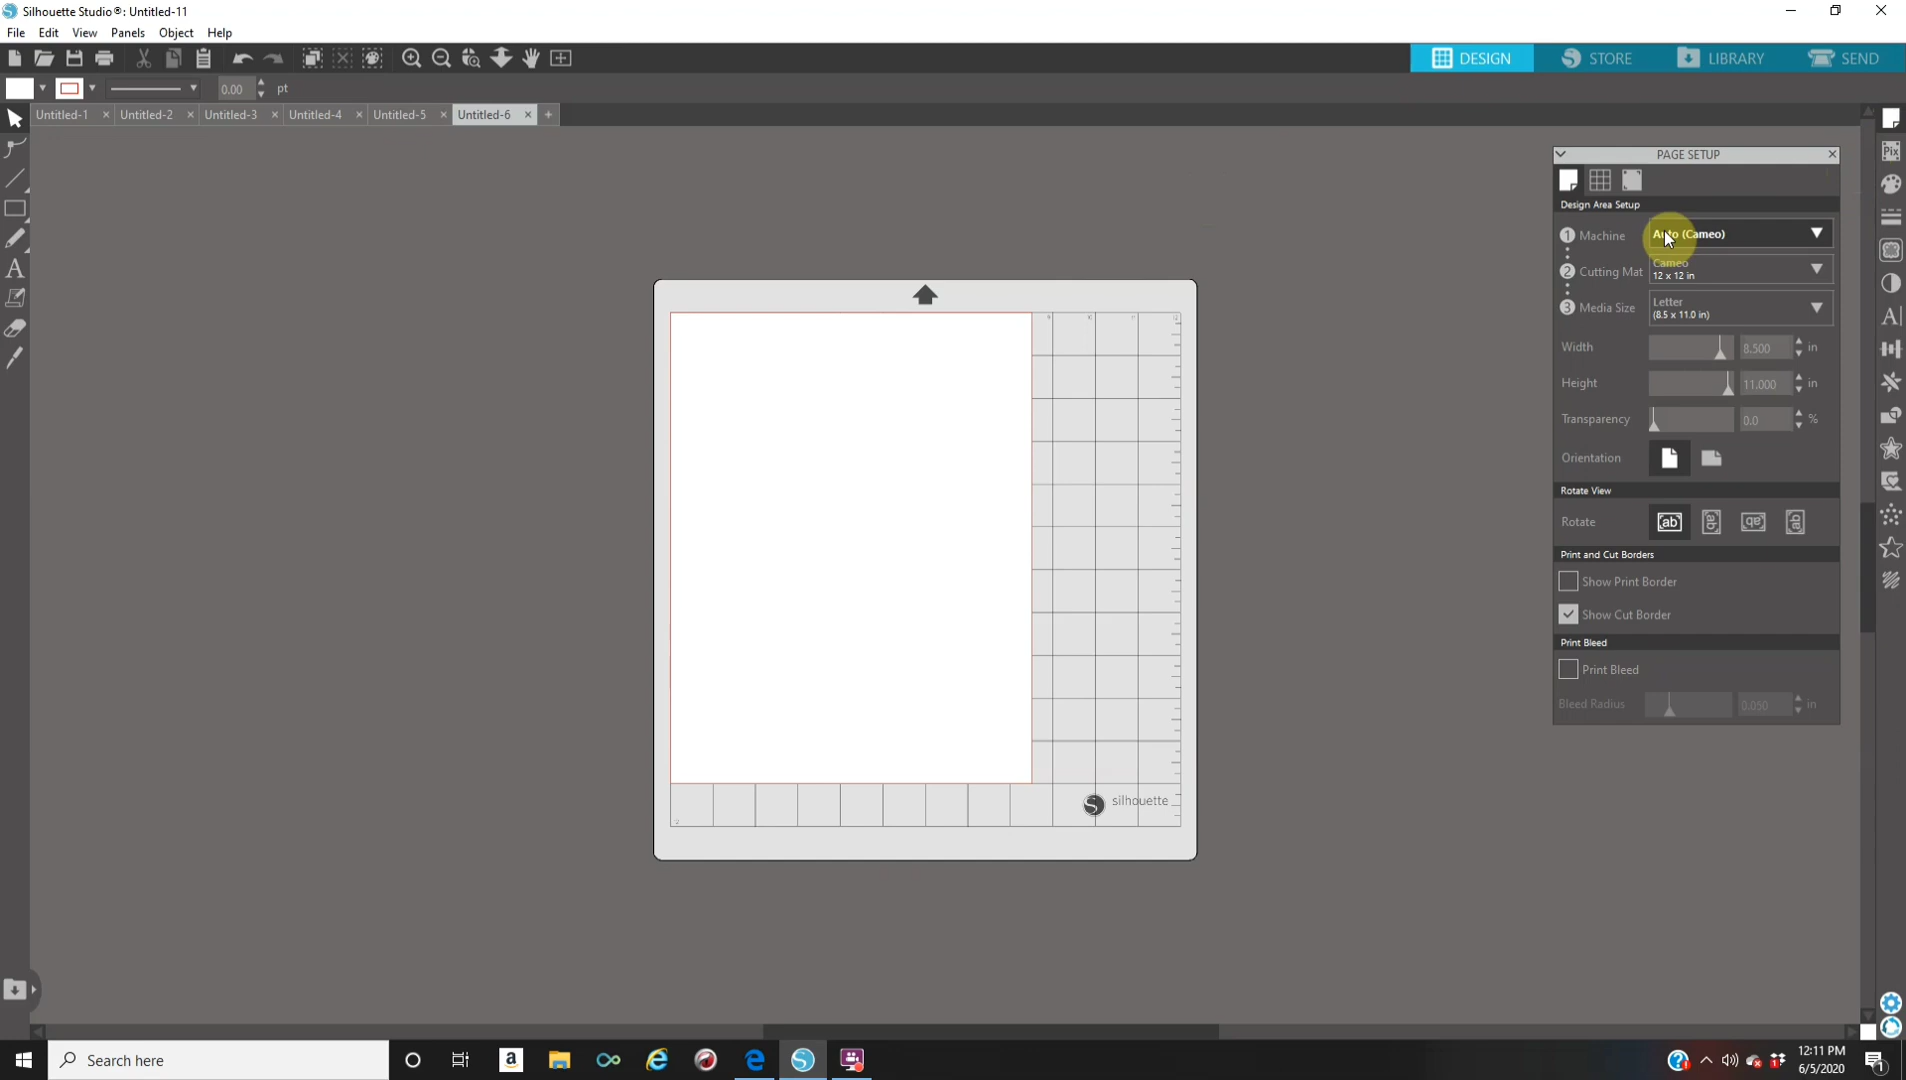 Silhouette Studio®: Untitled-11
File Edit View Panels Object Help
DESIGN STORE LIBRARY SEND
0.00 pt
Untitled-1 Untitled-2 Untitled-3 Untitled-4 Untitled-5 Untitled-6
PAGE SETUP
Pix
Design Area Setup
1 Machine Auto (Cameo)
2 Cutting Mat Cameo
12 x 12 in
3 Media Size Letter
(8.5 x 11.0 in)
Width 8.500 in
Height 11.000 in
Transparency 0.0 %
Orientation
Rotate View
Rotate ab ab ab ab
Print and Cut Borders
Show Print Border
Show Cut Border
Print Bleed
Print Bleed
Bleed Radius 0.050 in
silhouette
Search here
12:11 PM
6/5/2020